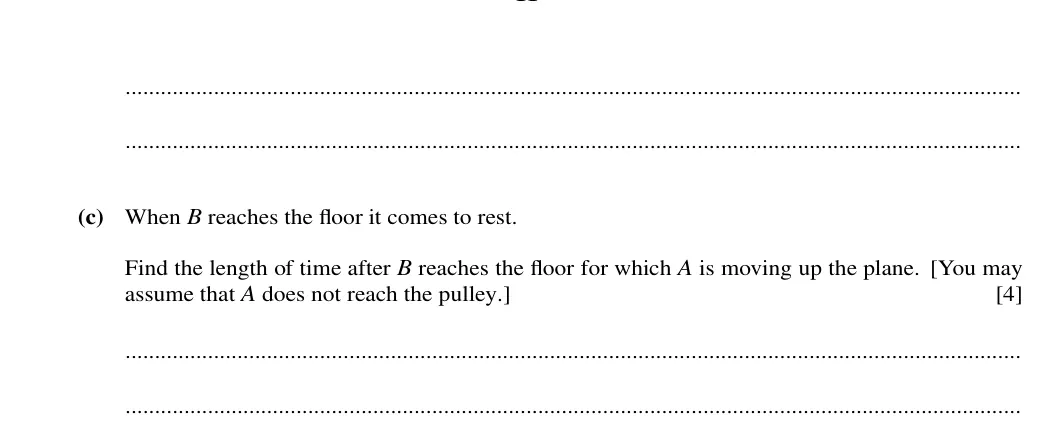 (c) When B reaches the floor it comes to rest.
Find the length of time after B reaches the floor for which A is moving up the plane. [You may
assume that A does not reach the pulley.] [4]